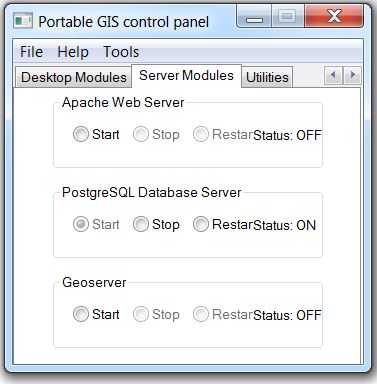 Portable GIS control panel
File Help Tools
Desktop Modules Server Modules Utilities
Apache Web Server
Start Stop Restar Status: OFF
PostgreSQL Database Server
Start Stop Restar Status: ON
Geoserver
Start Stop Restar Status: OFF